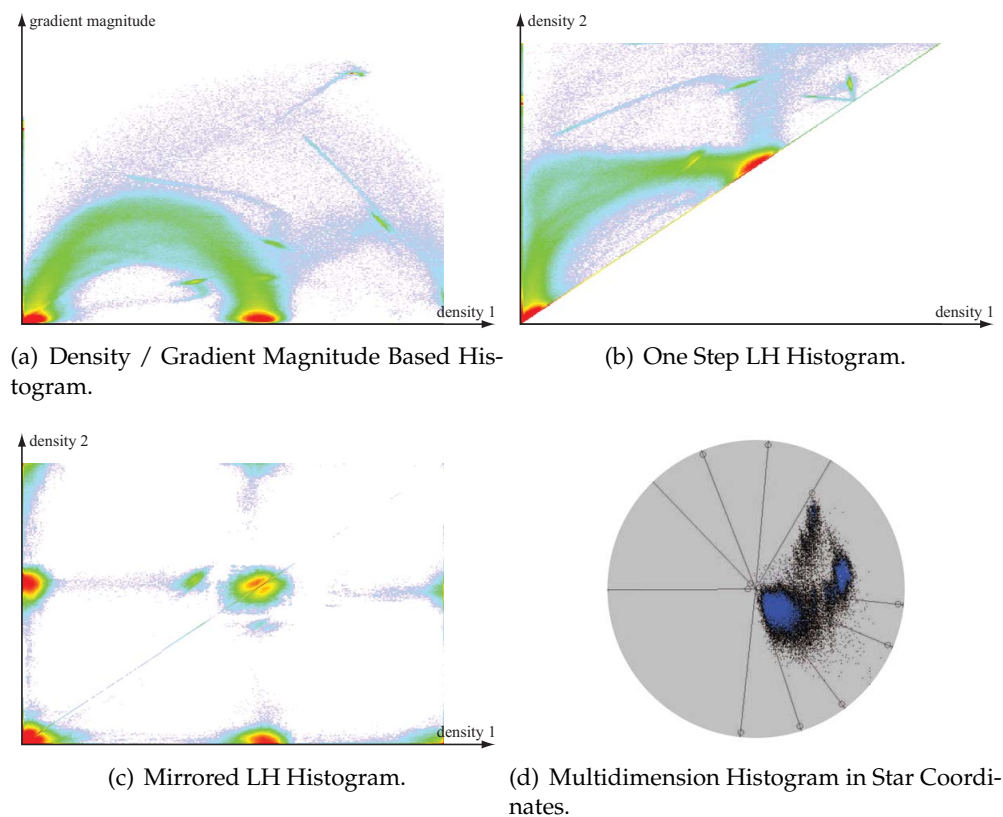 gradient magnitude
density 1
density 2
density 1
(a) Density / Gradient Magnitude Based His-
togram.
(b) One Step LH Histogram.
density 2
density 1
(c) Mirrored LH Histogram.
(d) Multidimension Histogram in Star Coordi-
nates.